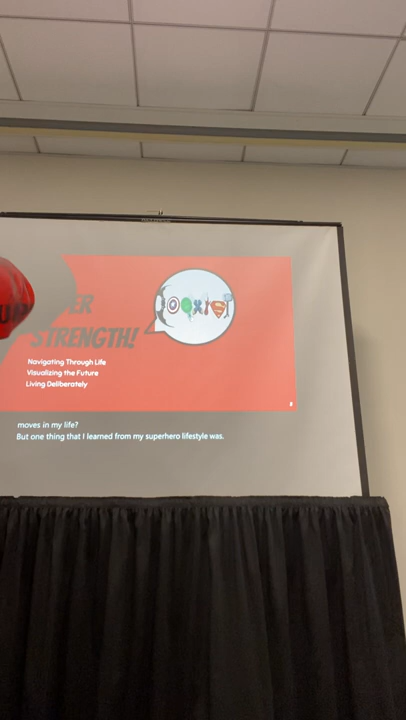 ER
STRENGTH!
Navigating Through Life
Visualizing the Future
Living Deliberately
moves in my life?
But one thing that I learned from my superhero lifestyle was.